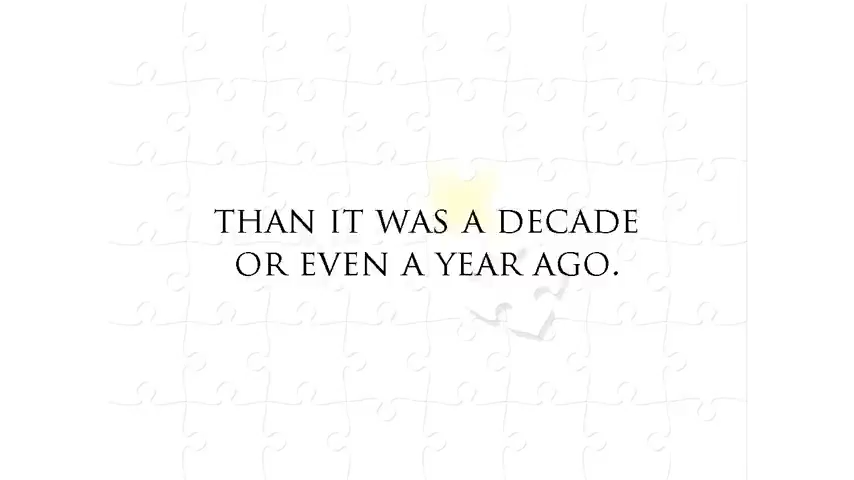 THAN IT WAS A DECADE
OR EVEN A YEAR AGO.